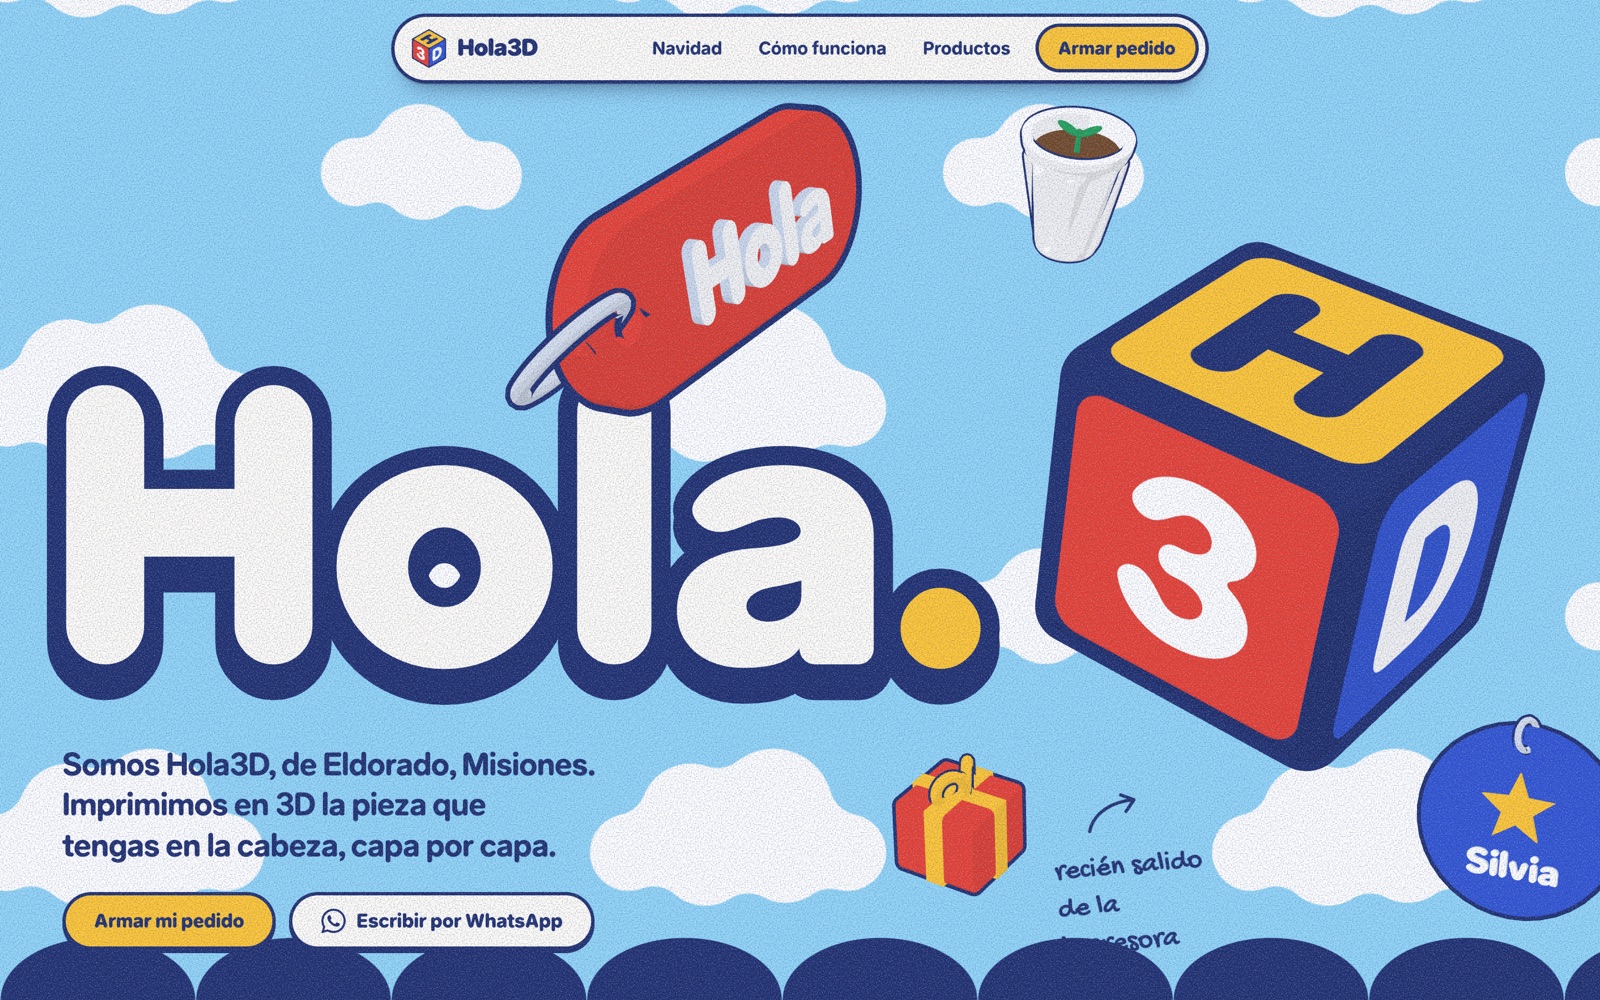 Hola3D
Navidad
Cómo funciona
Productos
Armar pedido
Hola
H
3
D
Hola.
Somos Hola3D, de Eldorado, Misiones.
Imprimimos en 3D la pieza que
tengas en la cabeza, capa por capa.
Armar mi pedido
Escribir por WhatsApp
recién salido
de la
Silvia